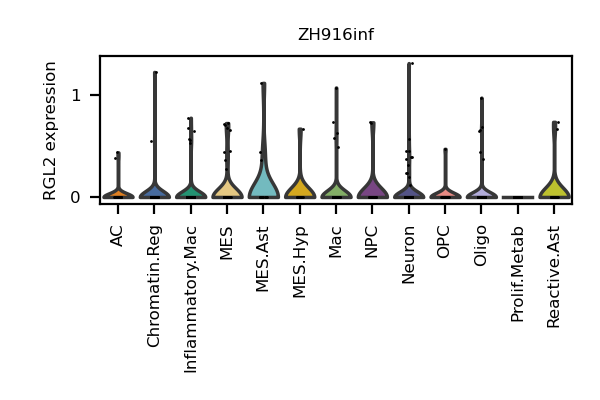 ZH916inf
RGL2 expression
1
0
AC
Chromatin.Reg
Inflammatory.Mac
MES
MES.Ast
MES.Hyp
Mac
NPC
Neuron
OPC
Oligo
Prolif.Metab
Reactive.Ast